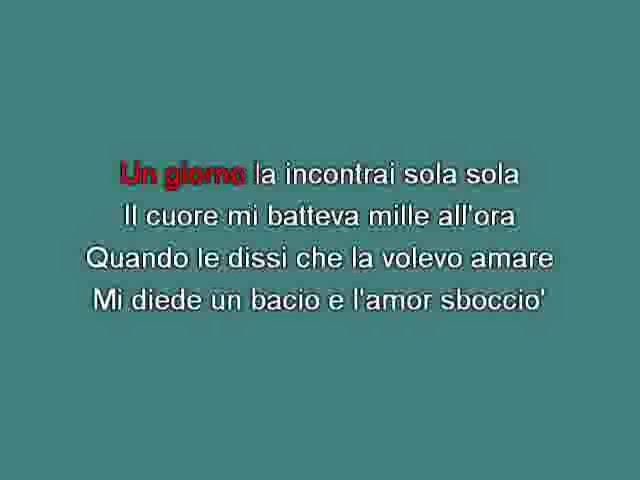 Un giorno la incontrai sola sola
Il cuore mi batteva mille all'ora
Quando le dissi che la volevo amare
Mi diede un bacio e l'amor sboccio'